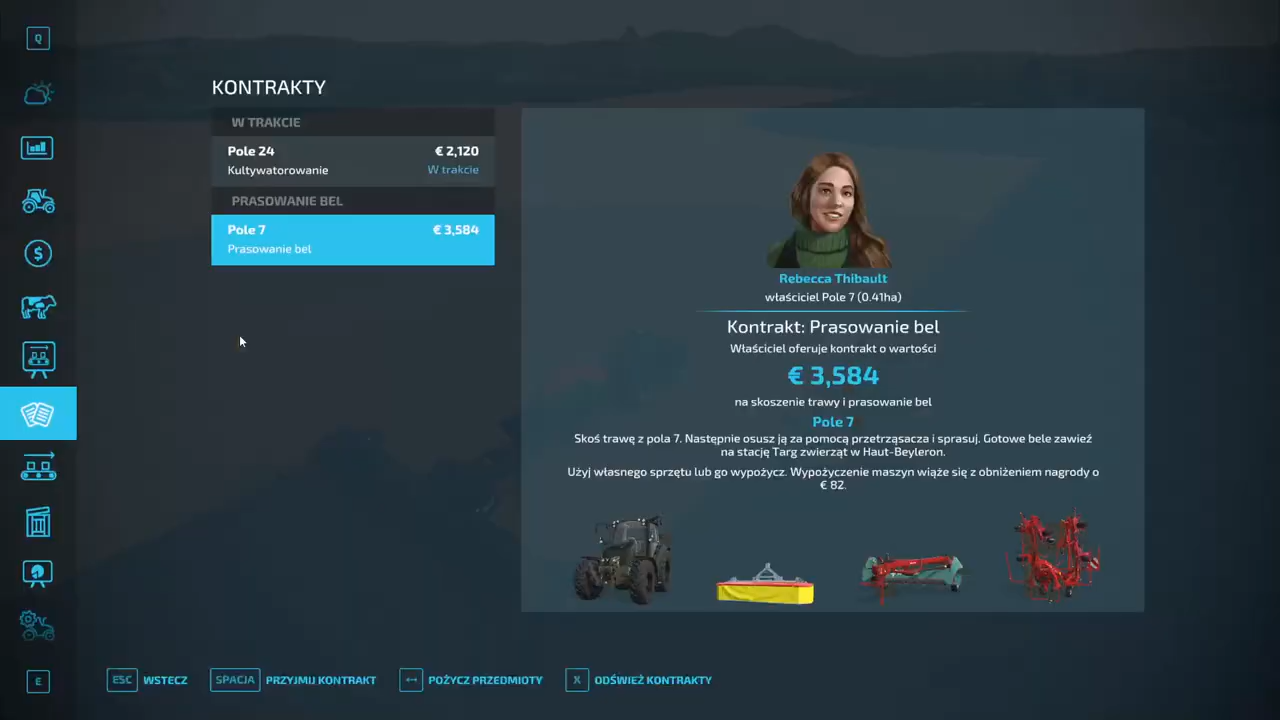 Q
KONTRAKTY
W TRAKCIE
Pole 24 € 2,120
Kultywatorowanie W trakcie
PRASOWANIE BEL
Pole 7 € 3,584
Prasowanie bel
Rebecca Thibault
właściciel Pole 7 (0.41ha)
Kontrakt: Prasowanie bel
Właściciel oferuje kontrakt o wartości
€ 3,584
na skoszenie trawy i prasowanie bel
Pole 7
Skoś trawę z pola 7. Następnie osusz ją za pomocą przetrząsacza i sprasuj. Gotowe bele zawieź
na stację Targ zwierząt w Haut-Beyleron.
Użyj własnego sprzętu lub go wypożycz. Wypożyczenie maszyn wiąże się z obniżeniem nagrody o
€ 82.
E
ESC WSTECZ SPACJA PRZYJMIJ KONTRAKT ↔ POŻYCZ PRZEDMIOTY X ODŚWIEŻ KONTRAKTY